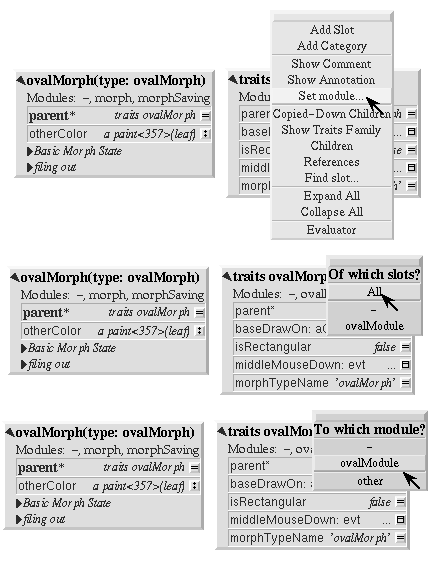 Add Slot
Add Category
Show Comment
Show Annotation
Set module...
Copied-Down Children
Show Traits Family
Children
References
Find slot...
Expand All
Collapse All
Evaluator
ovalMorph(type: ovalMorph)
Modules: -, morph, morphSaving
parent* traits ovalMorph
otherColor a paint<357>(leaf)
Basic Morph State
filing out
traits
Modules:
paren
baseD
isRect
middl ...
morph h'
ovalMorph(type: ovalMorph)
Modules: -, morph, morphSaving
parent* traits ovalMorph
otherColor a paint<357>(leaf)
Basic Morph State
filing out
traits ovalMorp
Modules: -, oval
parent*
baseDrawOn: aC
isRectangular false
middleMouseDown: evt ...
morphTypeName 'ovalMorph'
Of which slots?
All
-
ovalModule
ovalMorph(type: ovalMorph)
Modules: -, morph, morphSaving
parent* traits ovalMorph
otherColor a paint<357>(leaf)
Basic Morph State
filing out
traits ovalMor
Modules: -, ova
parent*
baseDrawOn: a
isRectangular false
middleMouseDown: evt ...
morphTypeName 'ovalMorph'
To which module?
-
ovalModule
other